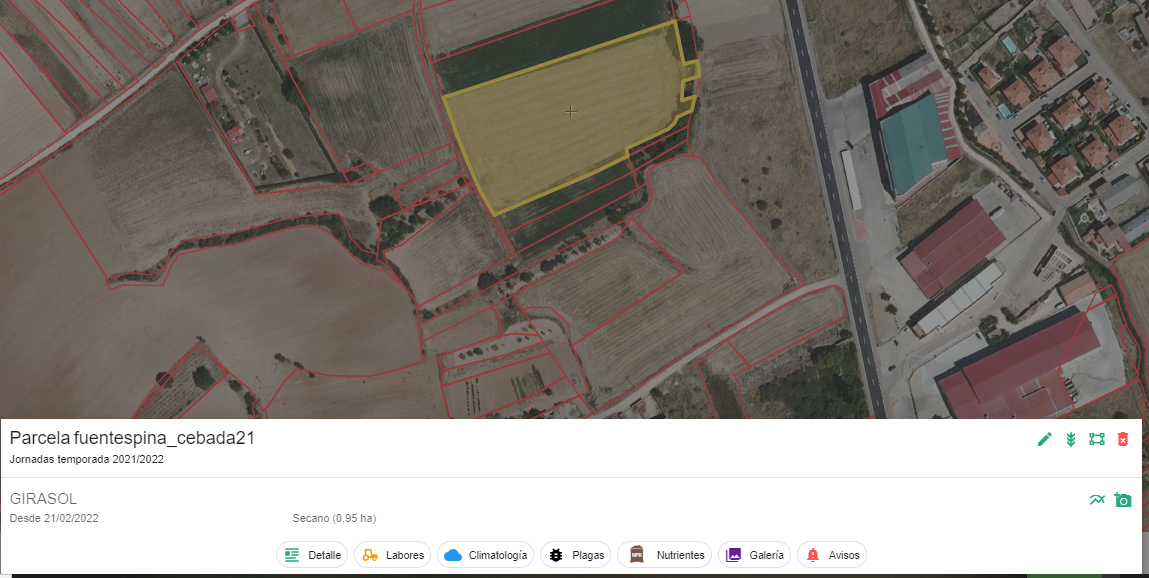 Parcela fuentespina_cebada21
Jornadas temporada 2021/2022
GIRASOL
Desde 21/02/2022 Secano (0,95 ha)
Detalle Labores Climatología Plagas NPK Nutrientes Galería Avisos